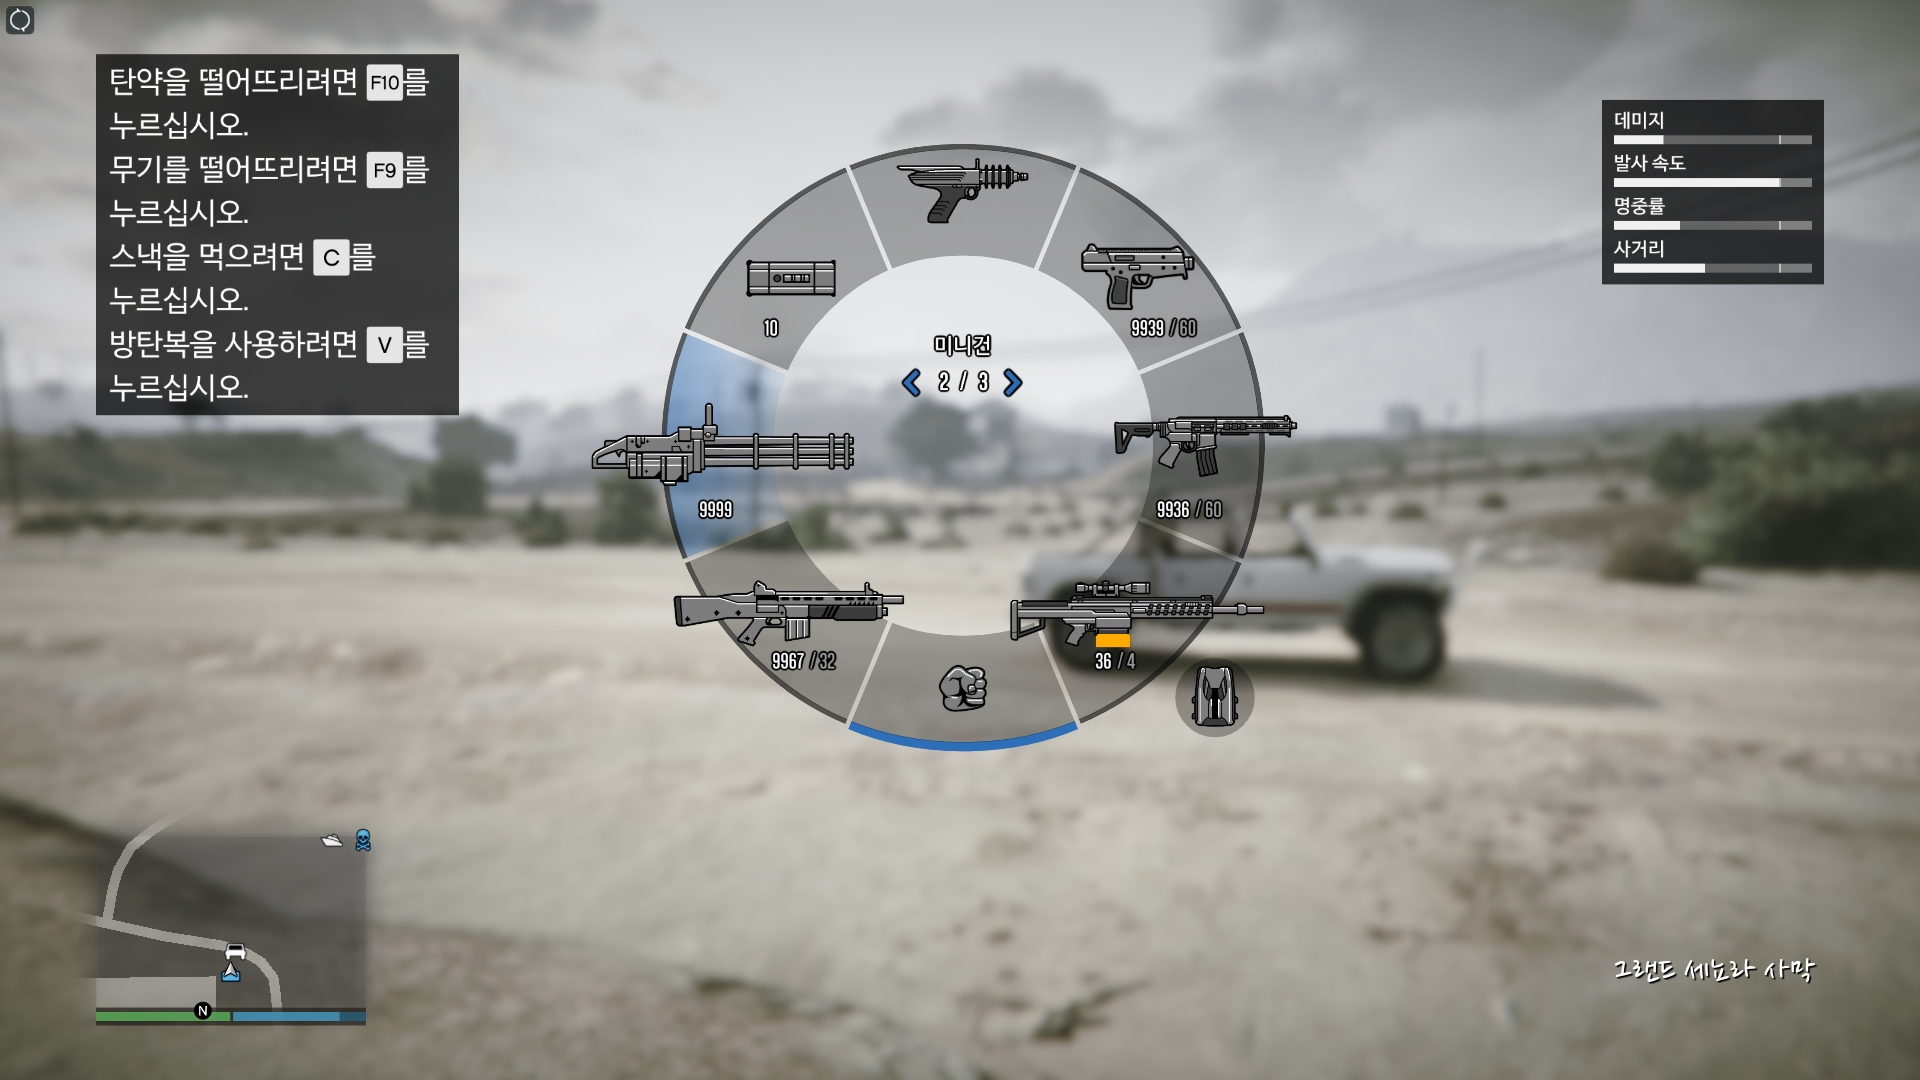 탄약을 떨어뜨리려면 F10를
누르십시오.
무기를 떨어뜨리려면 F9를
누르십시오.
스낵을 먹으려면 C를
누르십시오.
방탄복을 사용하려면 V를
누르십시오.
데미지
발사 속도
명중률
사거리
10
9939 / 60
미니건
2 / 3
9999
9936 / 60
9967 / 32
36 / 4
그랜드 세뇨라 사막
N